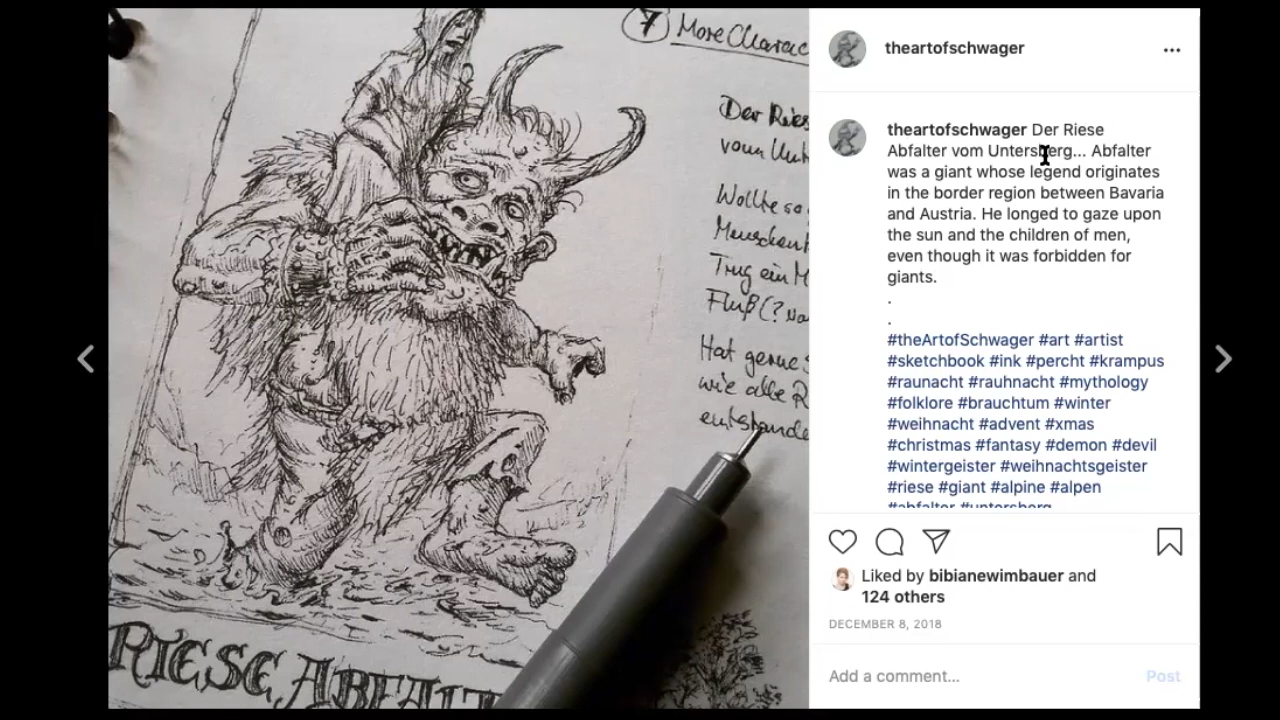 7 More Charac
Der Ries
vom Unt
Wollte so
Menschen
Trug ein M
Fluß (?
Hat gerne
wie alle R
entstande
RIESE ABFALT
theartofschwager
theartofschwager Der Riese
Abfalter vom Untersberg... Abfalter
was a giant whose legend originates
in the border region between Bavaria
and Austria. He longed to gaze upon
the sun and the children of men,
even though it was forbidden for
giants.
.
.
#theArtofSchwager #art #artist
#sketchbook #ink #percht #krampus
#raunacht #rauhnacht #mythology
#folklore #brauchtum #winter
#weihnacht #advent #xmas
#christmas #fantasy #demon #devil
#wintergeister #weihnachtsgeister
#riese #giant #alpine #alpen
#abfalter #untersberg
Liked by bibianewimbauer and
124 others
DECEMBER 8, 2018
Add a comment... Post